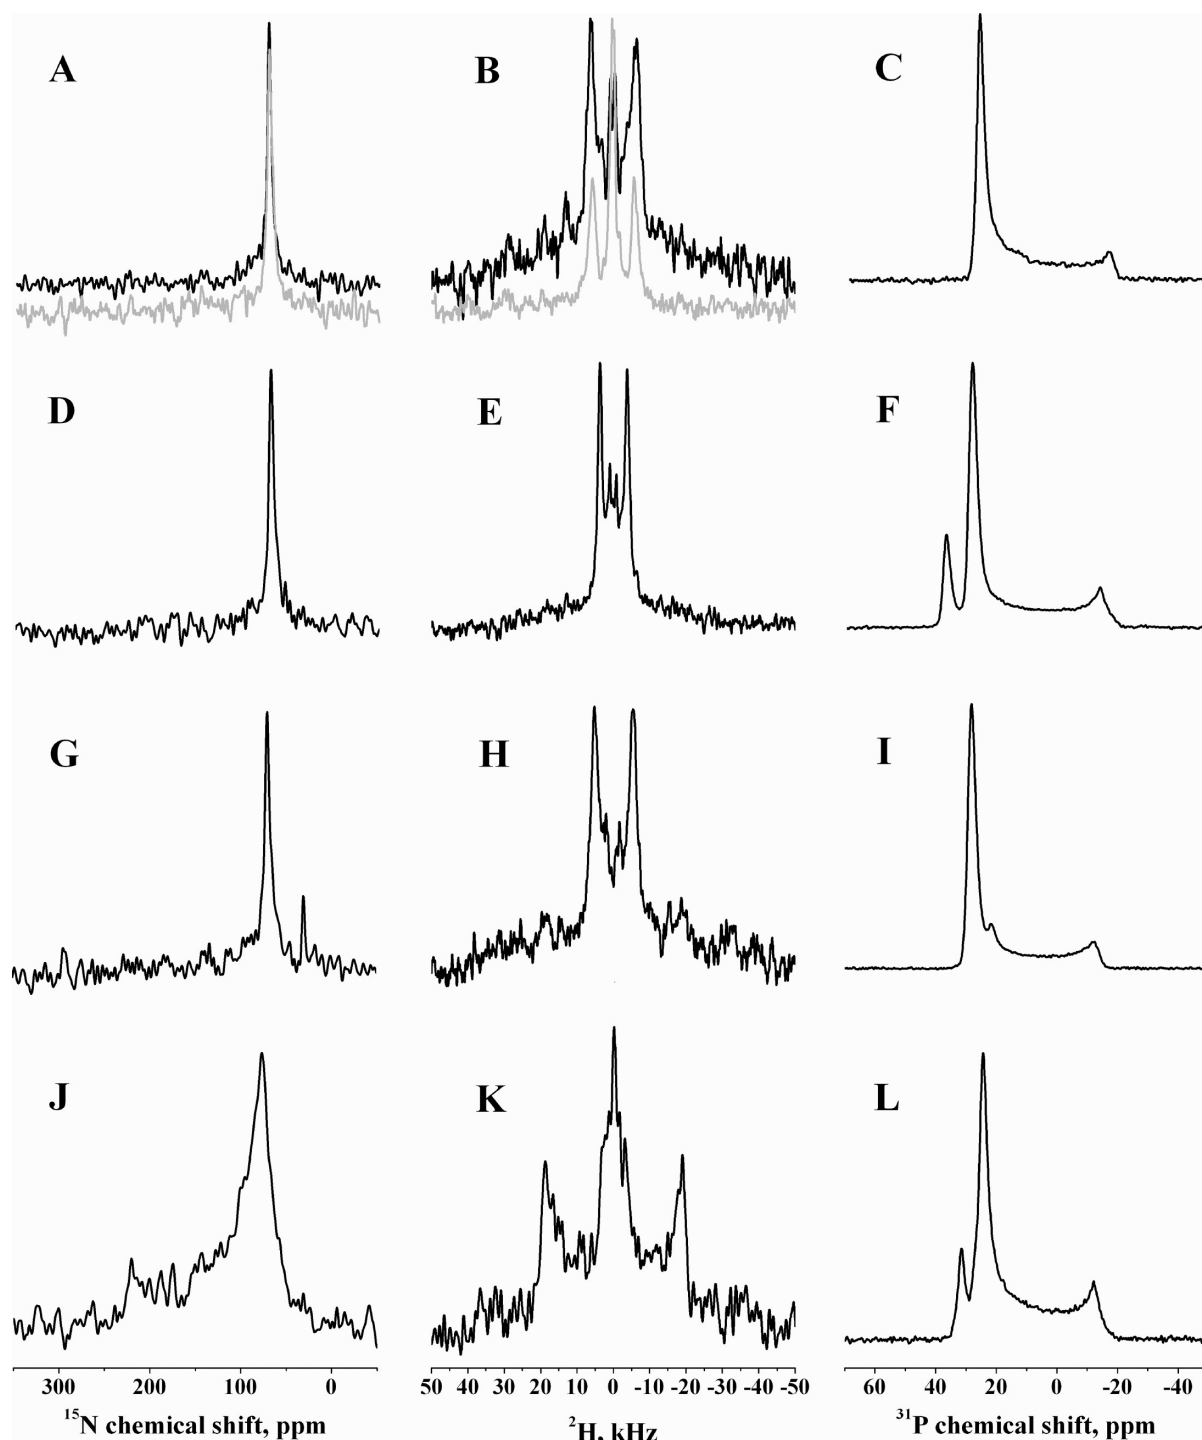 A B C
D E F
G H I
J K L
300 200 100 0 50 40 30 20 10 0 -10 -20 -30 -40 -50 60 40 20 0 -20 -40
¹⁵N chemical shift, ppm ²H, kHz ³¹P chemical shift, ppm